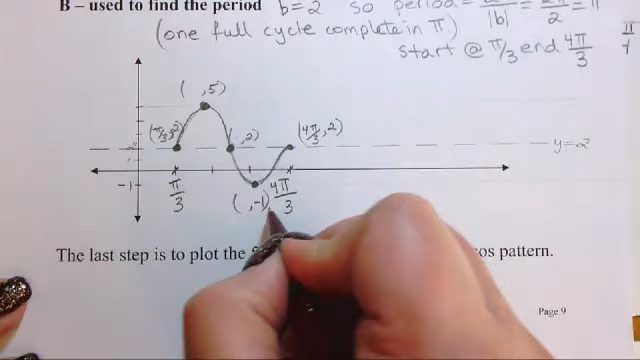 B – used to find the period b=2 so period = = 2π/2 = π
|b|
(one full cycle complete in π)
start @ π/3 end 4π/3
( ,5)
(π/3,2) ( ,2) (4π/3,2)
y=2
-1
π/3 ( ,-1) 4π/3
The last step is to plot the
os pattern.
Page 9